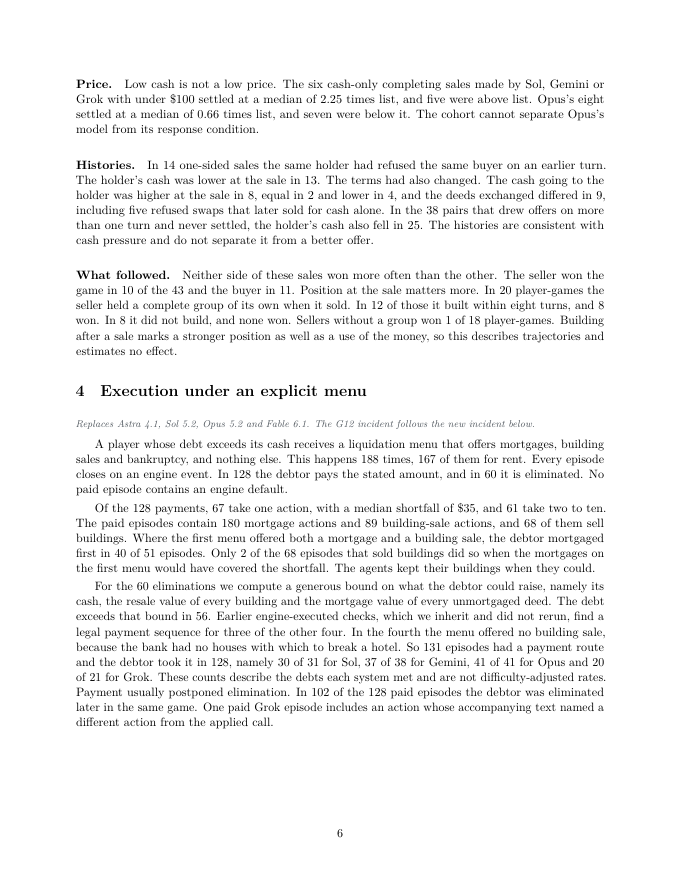 Price. Low cash is not a low price. The six cash-only completing sales made by Sol, Gemini or
Grok with under $100 settled at a median of 2.25 times list, and five were above list. Opus's eight
settled at a median of 0.66 times list, and seven were below it. The cohort cannot separate Opus's
model from its response condition.
Histories. In 14 one-sided sales the same holder had refused the same buyer on an earlier turn.
The holder's cash was lower at the sale in 13. The terms had also changed. The cash going to the
holder was higher at the sale in 8, equal in 2 and lower in 4, and the deeds exchanged differed in 9,
including five refused swaps that later sold for cash alone. In the 38 pairs that drew offers on more
than one turn and never settled, the holder's cash also fell in 25. The histories are consistent with
cash pressure and do not separate it from a better offer.
What followed. Neither side of these sales won more often than the other. The seller won the
game in 10 of the 43 and the buyer in 11. Position at the sale matters more. In 20 player-games the
seller held a complete group of its own when it sold. In 12 of those it built within eight turns, and 8
won. In 8 it did not build, and none won. Sellers without a group won 1 of 18 player-games. Building
after a sale marks a stronger position as well as a use of the money, so this describes trajectories and
estimates no effect.
4 Execution under an explicit menu
Replaces Astra 4.1, Sol 5.2, Opus 5.2 and Fable 6.1. The G12 incident follows the new incident below.
A player whose debt exceeds its cash receives a liquidation menu that offers mortgages, building
sales and bankruptcy, and nothing else. This happens 188 times, 167 of them for rent. Every episode
closes on an engine event. In 128 the debtor pays the stated amount, and in 60 it is eliminated. No
paid episode contains an engine default.
Of the 128 payments, 67 take one action, with a median shortfall of $35, and 61 take two to ten.
The paid episodes contain 180 mortgage actions and 89 building-sale actions, and 68 of them sell
buildings. Where the first menu offered both a mortgage and a building sale, the debtor mortgaged
first in 40 of 51 episodes. Only 2 of the 68 episodes that sold buildings did so when the mortgages on
the first menu would have covered the shortfall. The agents kept their buildings when they could.
For the 60 eliminations we compute a generous bound on what the debtor could raise, namely its
cash, the resale value of every building and the mortgage value of every unmortgaged deed. The debt
exceeds that bound in 56. Earlier engine-executed checks, which we inherit and did not rerun, find a
legal payment sequence for three of the other four. In the fourth the menu offered no building sale,
because the bank had no houses with which to break a hotel. So 131 episodes had a payment route
and the debtor took it in 128, namely 30 of 31 for Sol, 37 of 38 for Gemini, 41 of 41 for Opus and 20
of 21 for Grok. These counts describe the debts each system met and are not difficulty-adjusted rates.
Payment usually postponed elimination. In 102 of the 128 paid episodes the debtor was eliminated
later in the same game. One paid Grok episode includes an action whose accompanying text named a
different action from the applied call.
6